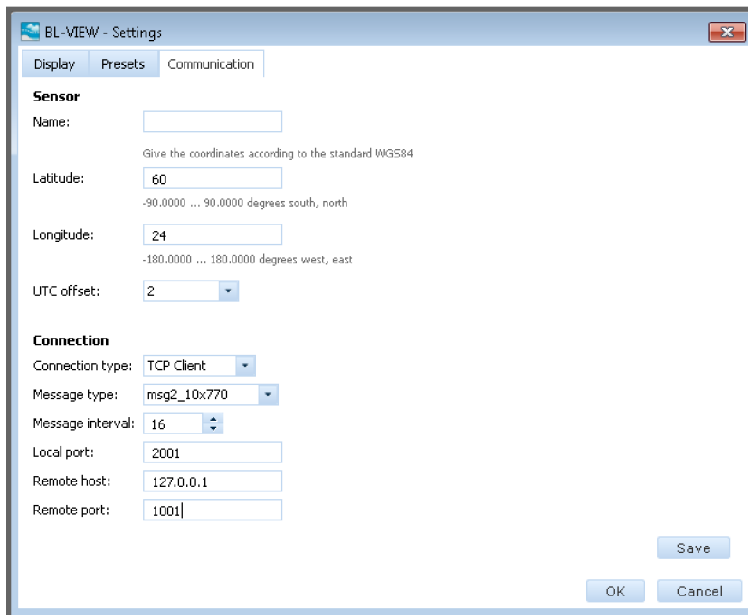 BL-VIEW - Settings
Display Presets Communication
Sensor
Name:
Give the coordinates according to the standard WGS84
Latitude: 60
-90.0000 ... 90.0000 degrees south, north
Longitude: 24
-180.0000 ... 180.0000 degrees west, east
UTC offset: 2
Connection
Connection type: TCP Client
Message type: msg2_10x770
Message interval: 16
Local port: 2001
Remote host: 127.0.0.1
Remote port: 1001
Save
OK Cancel